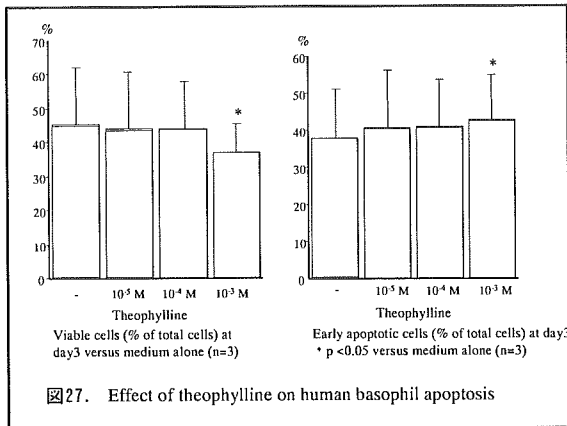 %
70
60
50
40
30
20
10
0
*
- 10⁻⁵ M 10⁻⁴ M 10⁻³ M
Theophylline
Viable cells (% of total cells) at
day3 versus medium alone (n=3)
%
60
50
40
30
20
10
0
*
- 10⁻⁵ M 10⁻⁴ M 10⁻³ M
Theophylline
Early apoptotic cells (% of total cells) at day3
* p <0.05 versus medium alone (n=3)
図27. Effect of theophylline on human basophil apoptosis